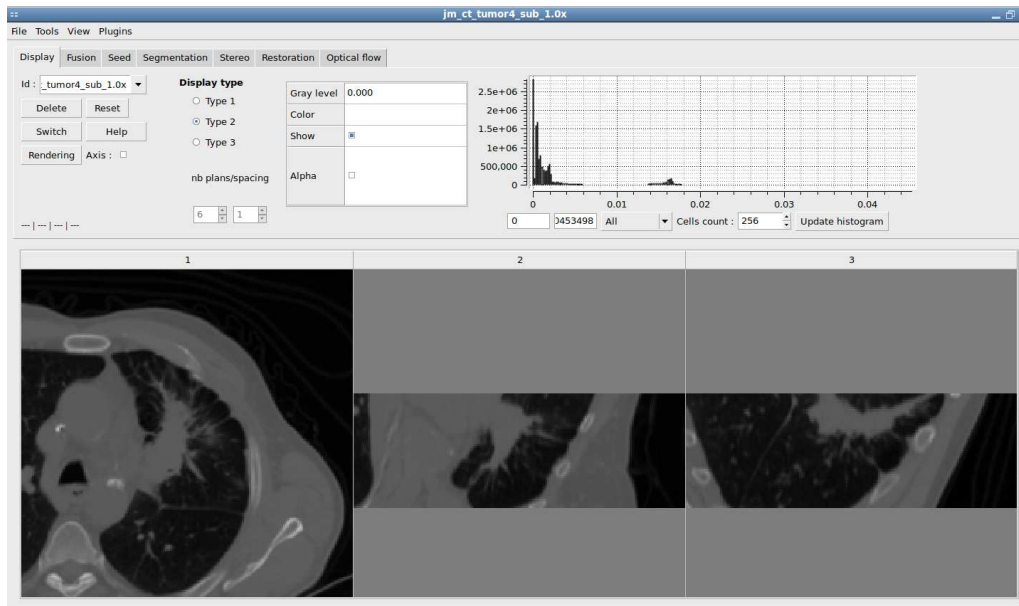 jm_ct_tumor4_sub_1.0x
File Tools View Plugins
Display Fusion Seed Segmentation Stereo Restoration Optical flow
Id : :_tumor4_sub_1.0x
Delete Reset
Switch Help
Rendering Axis :
--- | --- | --- | ---
Display type
Type 1
Type 2
Type 3
nb plans/spacing
6 1
Gray level 0.000
Color
Show
Alpha
2.5e+06
2e+06
1.5e+06
1e+06
500,000
0
0 0.01 0.02 0.03 0.04
0 0453498 All Cells count : 256 Update histogram
1 2 3